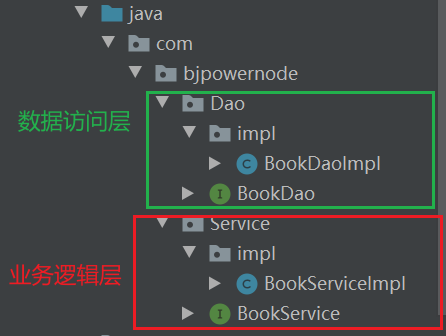 java
com
bjpowernode
Dao
数据访问层
impl
BookDaoImpl
BookDao
Service
业务逻辑层
impl
BookServiceImpl
BookService